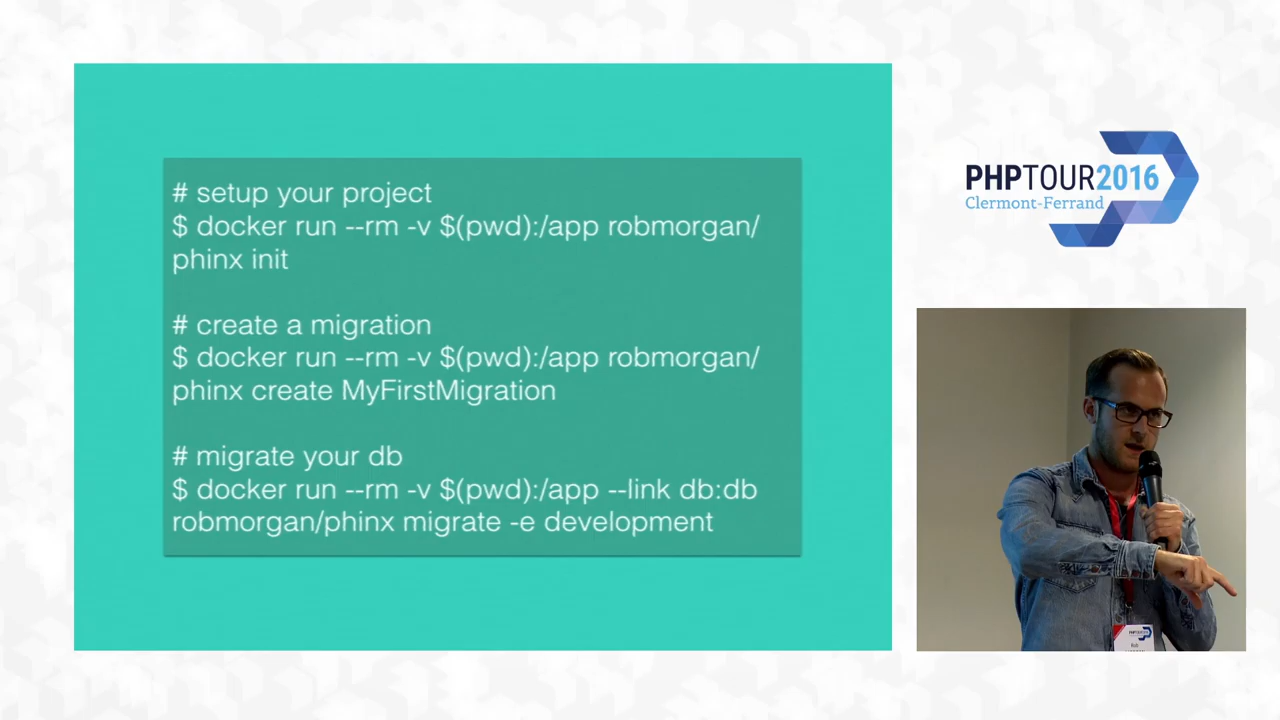 # setup your project
$ docker run --rm -v $(pwd):/app robmorgan/
phinx init
# create a migration
$ docker run --rm -v $(pwd):/app robmorgan/
phinx create MyFirstMigration
# migrate your db
$ docker run --rm -v $(pwd):/app --link db:db
robmorgan/phinx migrate -e development
PHPTOUR2016
Clermont-Ferrand
PHPTOUR2016
Rob